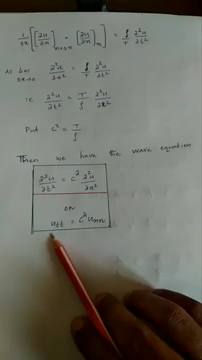 1/δx [ [∂u/∂x]ₓ₊δₓ - [∂u/∂x]ₓ ] = ρ/T ∂²u/∂t²
As lim δx→0 ∂²u/∂x² = ρ/T ∂²u/∂t²
ie ∂²u/∂t² = T/ρ ∂²u/∂x²
Put c² = T/ρ
Then we have the wave equation
∂²u/∂t² = c² ∂²u/∂x²
or
uₜₜ = c² uₓₓ